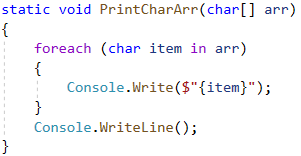 static void PrintCharArr(char[] arr)
{
    foreach (char item in arr)
    {
        Console.Write($"{item}");
    }
    Console.WriteLine();
}